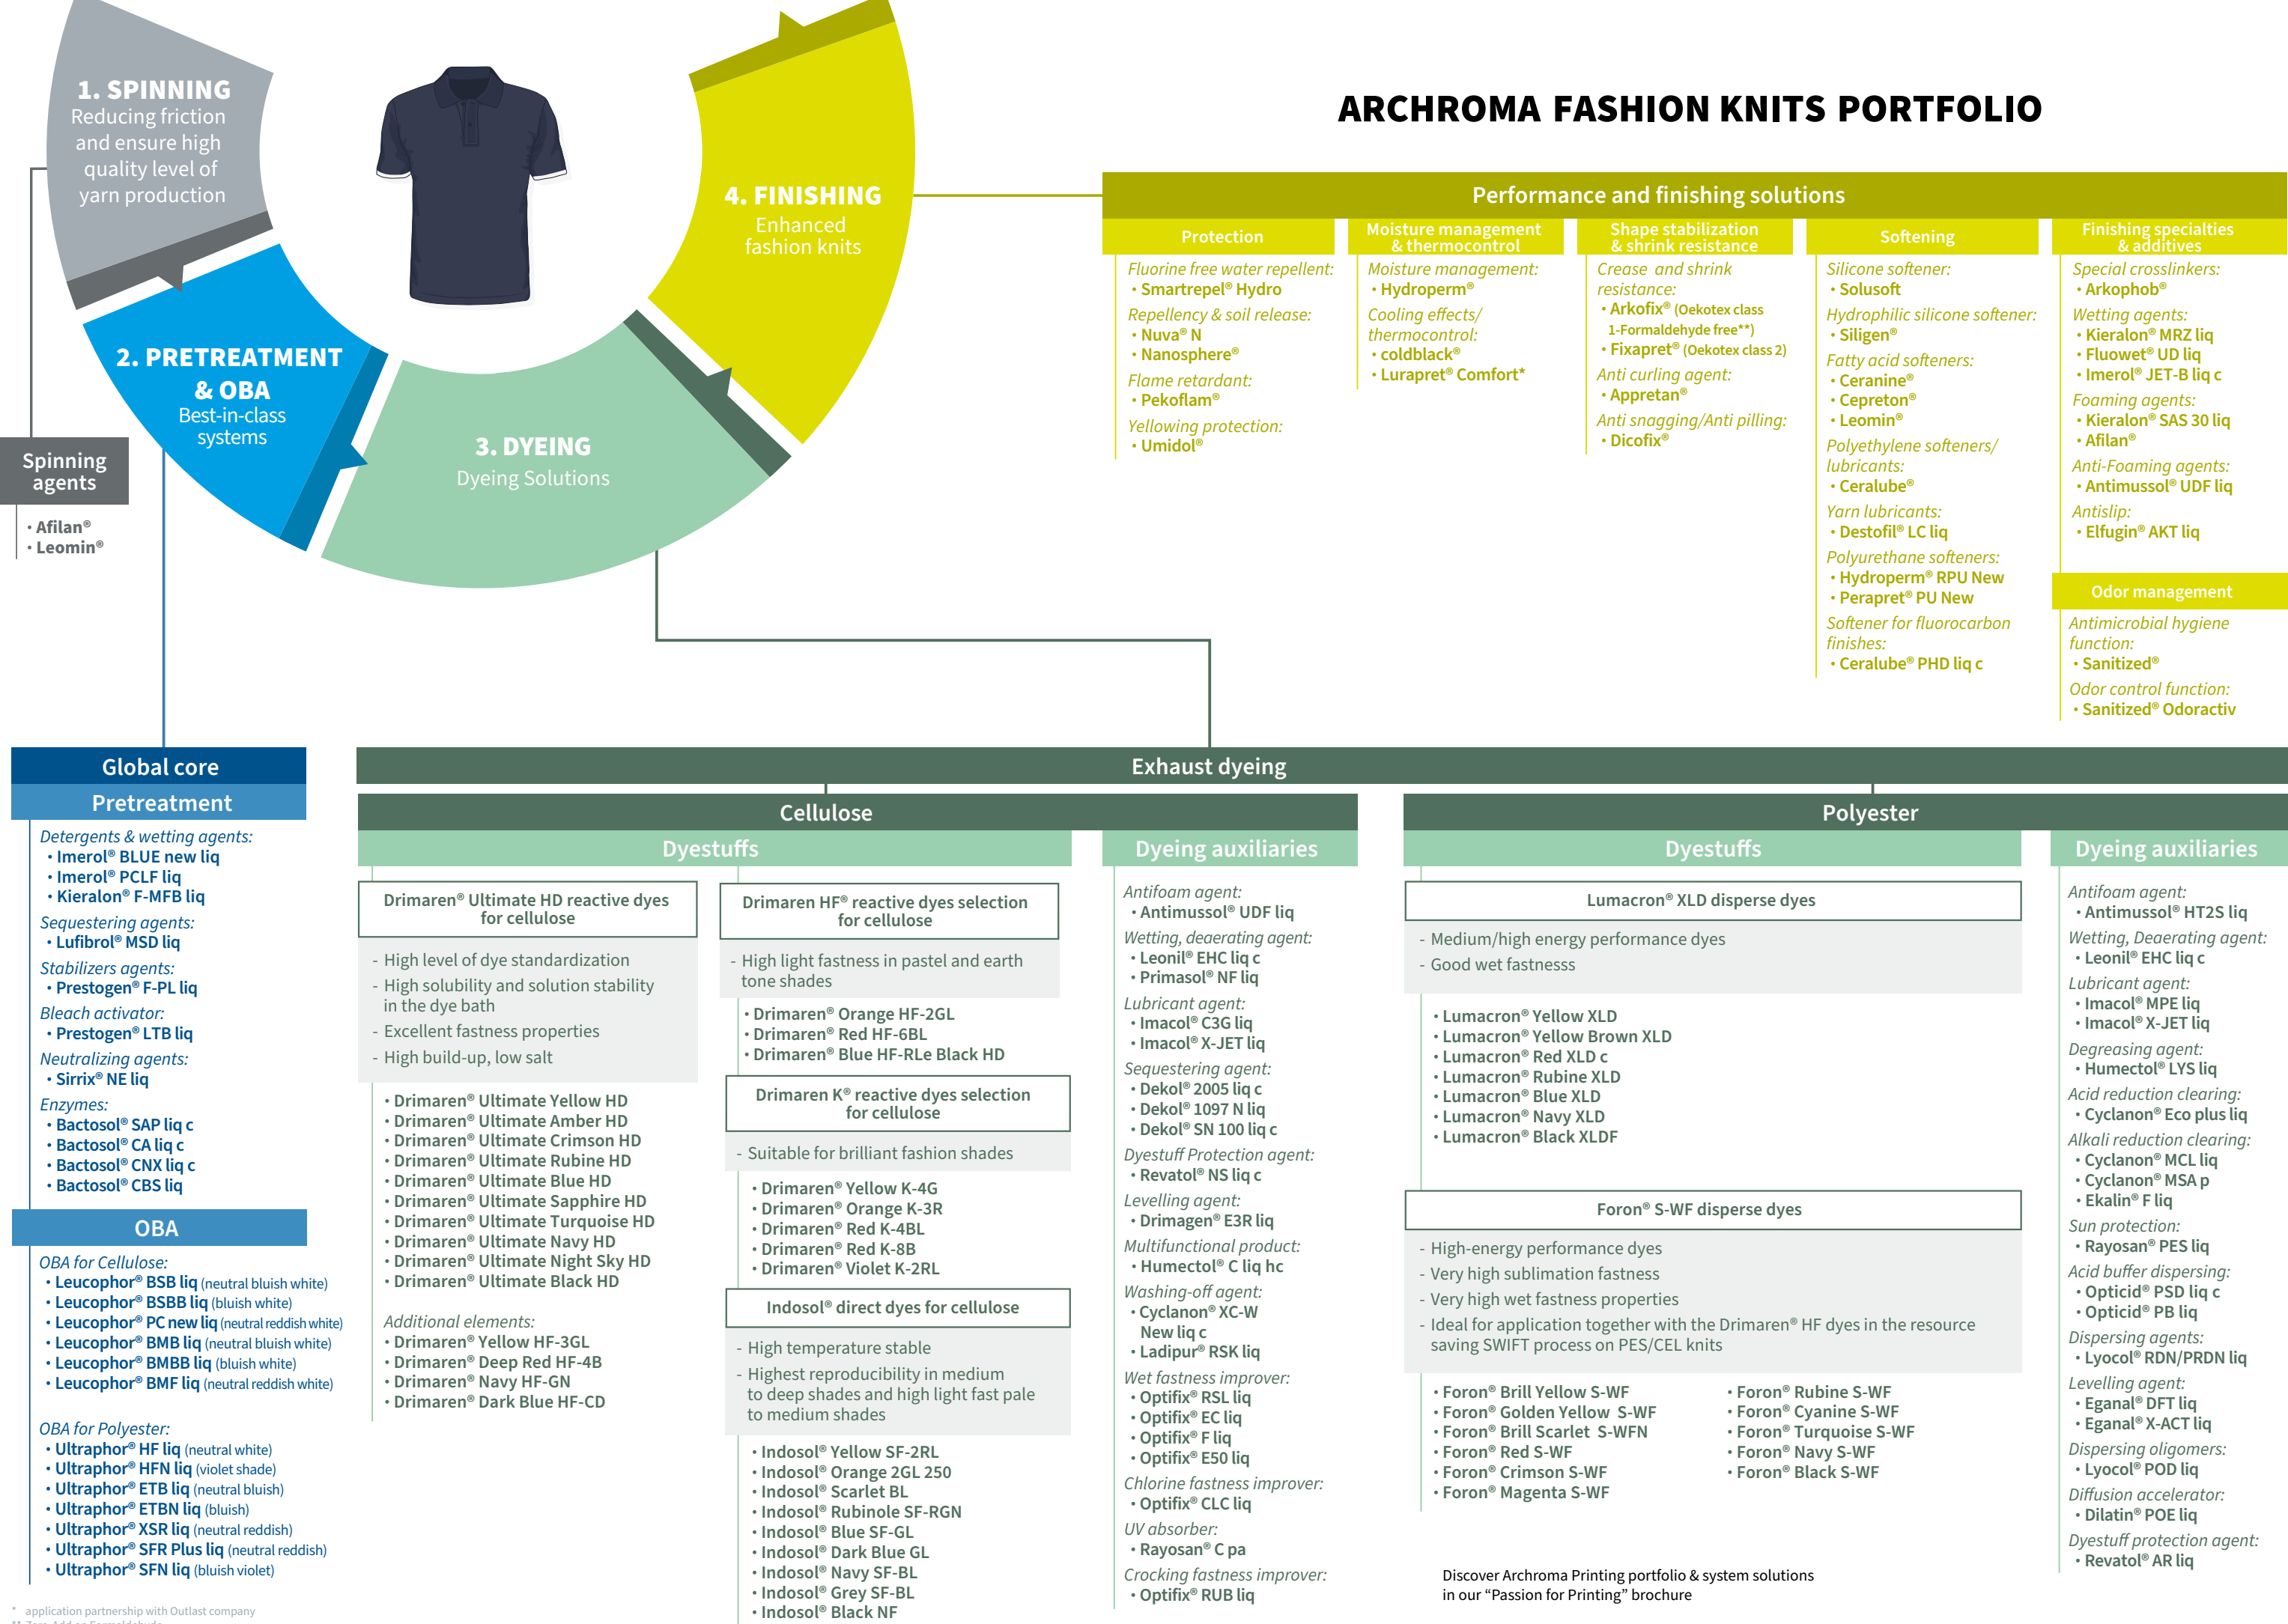 1. SPINNING
Reducing friction
and ensure high
quality level of
yarn production
2. PRETREATMENT
& OBA
Best-in-class
systems
3. DYEING
Dyeing Solutions
4. FINISHING
Enhanced
fashion knits
ARCHROMA FASHION KNITS PORTFOLIO
Spinning
agents
• Afilan®
• Leomin®
Performance and finishing solutions
Protection
Fluorine free water repellent:
• Smartrepel® Hydro
Repellency & soil release:
• Nuva® N
• Nanosphere®
Flame retardant:
• Pekoflam®
Yellowing protection:
• Umidol®
Moisture management
& thermocontrol
Moisture management:
• Hydroperm®
Cooling effects/
thermocontrol:
• coldblack®
• Lurapret® Comfort*
Shape stabilization
& shrink resistance
Crease and shrink
resistance:
• Arkofix® (Oekotex class
1-Formaldehyde free**)
• Fixapret® (Oekotex class 2)
Anti curling agent:
• Appretan®
Anti snagging/Anti pilling:
• Dicofix®
Softening
Silicone softener:
• Solusoft
Hydrophilic silicone softener:
• Siligen®
Fatty acid softeners:
• Ceranine®
• Cepreton®
• Leomin®
Polyethylene softeners/
lubricants:
• Ceralube®
Yarn lubricants:
• Destofil® LC liq
Polyurethane softeners:
• Hydroperm® RPU New
• Perapret® PU New
Softener for fluorocarbon
finishes:
• Ceralube® PHD liq c
Finishing specialties
& additives
Special crosslinkers:
• Arkophob®
Wetting agents:
• Kieralon® MRZ liq
• Fluowet® UD liq
• Imerol® JET-B liq c
Foaming agents:
• Kieralon® SAS 30 liq
• Afilan®
Anti-Foaming agents:
• Antimussol® UDF liq
Antislip:
• Elfugin® AKT liq
Odor management
Antimicrobial hygiene
function:
• Sanitized®
Odor control function:
• Sanitized® Odoractiv
Global core
Pretreatment
Detergents & wetting agents:
• Imerol® BLUE new liq
• Imerol® PCLF liq
• Kieralon® F-MFB liq
Sequestering agents:
• Lufibrol® MSD liq
Stabilizers agents:
• Prestogen® F-PL liq
Bleach activator:
• Prestogen® LTB liq
Neutralizing agents:
• Sirrix® NE liq
Enzymes:
• Bactosol® SAP liq c
• Bactosol® CA liq c
• Bactosol® CNX liq c
• Bactosol® CBS liq
OBA
OBA for Cellulose:
• Leucophor® BSB liq (neutral bluish white)
• Leucophor® BSBB liq (bluish white)
• Leucophor® PC new liq (neutral reddish white)
• Leucophor® BMB liq (neutral bluish white)
• Leucophor® BMBB liq (bluish white)
• Leucophor® BMF liq (neutral reddish white)
OBA for Polyester:
• Ultraphor® HF liq (neutral white)
• Ultraphor® HFN liq (violet shade)
• Ultraphor® ETB liq (neutral bluish)
• Ultraphor® ETBN liq (bluish)
• Ultraphor® XSR liq (neutral reddish)
• Ultraphor® SFR Plus liq (neutral reddish)
• Ultraphor® SFN liq (bluish violet)
* application partnership with Outlast company
Exhaust dyeing
Cellulose
Dyestuffs
Drimaren® Ultimate HD reactive dyes
for cellulose
- High level of dye standardization
- High solubility and solution stability
in the dye bath
- Excellent fastness properties
- High build-up, low salt
• Drimaren® Ultimate Yellow HD
• Drimaren® Ultimate Amber HD
• Drimaren® Ultimate Crimson HD
• Drimaren® Ultimate Rubine HD
• Drimaren® Ultimate Blue HD
• Drimaren® Ultimate Sapphire HD
• Drimaren® Ultimate Turquoise HD
• Drimaren® Ultimate Navy HD
• Drimaren® Ultimate Night Sky HD
• Drimaren® Ultimate Black HD
Additional elements:
• Drimaren® Yellow HF-3GL
• Drimaren® Deep Red HF-4B
• Drimaren® Navy HF-GN
• Drimaren® Dark Blue HF-CD
Drimaren HF® reactive dyes selection
for cellulose
- High light fastness in pastel and earth
tone shades
• Drimaren® Orange HF-2GL
• Drimaren® Red HF-6BL
• Drimaren® Blue HF-RLe Black HD
Drimaren K® reactive dyes selection
for cellulose
- Suitable for brilliant fashion shades
• Drimaren® Yellow K-4G
• Drimaren® Orange K-3R
• Drimaren® Red K-4BL
• Drimaren® Red K-8B
• Drimaren® Violet K-2RL
Indosol® direct dyes for cellulose
- High temperature stable
- Highest reproducibility in medium
to deep shades and high light fast pale
to medium shades
• Indosol® Yellow SF-2RL
• Indosol® Orange 2GL 250
• Indosol® Scarlet BL
• Indosol® Rubinole SF-RGN
• Indosol® Blue SF-GL
• Indosol® Dark Blue GL
• Indosol® Navy SF-BL
• Indosol® Grey SF-BL
• Indosol® Black NF
Dyeing auxiliaries
Antifoam agent:
• Antimussol® UDF liq
Wetting, deaerating agent:
• Leonil® EHC liq c
• Primasol® NF liq
Lubricant agent:
• Imacol® C3G liq
• Imacol® X-JET liq
Sequestering agent:
• Dekol® 2005 liq c
• Dekol® 1097 N liq
• Dekol® SN 100 liq c
Dyestuff Protection agent:
• Revatol® NS liq c
Levelling agent:
• Drimagen® E3R liq
Multifunctional product:
• Humectol® C liq hc
Washing-off agent:
• Cyclanon® XC-W
New liq c
• Ladipur® RSK liq
Wet fastness improver:
• Optifix® RSL liq
• Optifix® EC liq
• Optifix® F liq
• Optifix® E50 liq
Chlorine fastness improver:
• Optifix® CLC liq
UV absorber:
• Rayosan® C pa
Crocking fastness improver:
• Optifix® RUB liq
Polyester
Dyestuffs
Lumacron® XLD disperse dyes
- Medium/high energy performance dyes
- Good wet fastnesss
• Lumacron® Yellow XLD
• Lumacron® Yellow Brown XLD
• Lumacron® Red XLD c
• Lumacron® Rubine XLD
• Lumacron® Blue XLD
• Lumacron® Navy XLD
• Lumacron® Black XLDF
Foron® S-WF disperse dyes
- High-energy performance dyes
- Very high sublimation fastness
- Very high wet fastness properties
- Ideal for application together with the Drimaren® HF dyes in the resource
saving SWIFT process on PES/CEL knits
• Foron® Brill Yellow S-WF
• Foron® Golden Yellow S-WF
• Foron® Brill Scarlet S-WFN
• Foron® Red S-WF
• Foron® Crimson S-WF
• Foron® Magenta S-WF
• Foron® Rubine S-WF
• Foron® Cyanine S-WF
• Foron® Turquoise S-WF
• Foron® Navy S-WF
• Foron® Black S-WF
Dyeing auxiliaries
Antifoam agent:
• Antimussol® HT2S liq
Wetting, Deaerating agent:
• Leonil® EHC liq c
Lubricant agent:
• Imacol® MPE liq
• Imacol® X-JET liq
Degreasing agent:
• Humectol® LYS liq
Acid reduction clearing:
• Cyclanon® Eco plus liq
Alkali reduction clearing:
• Cyclanon® MCL liq
• Cyclanon® MSA p
• Ekalin® F liq
Sun protection:
• Rayosan® PES liq
Acid buffer dispersing:
• Opticid® PSD liq c
• Opticid® PB liq
Dispersing agents:
• Lyocol® RDN/PRDN liq
Levelling agent:
• Eganal® DFT liq
• Eganal® X-ACT liq
Dispersing oligomers:
• Lyocol® POD liq
Diffusion accelerator:
• Dilatin® POE liq
Dyestuff protection agent:
• Revatol® AR liq
Discover Archroma Printing portfolio & system solutions
in our “Passion for Printing” brochure